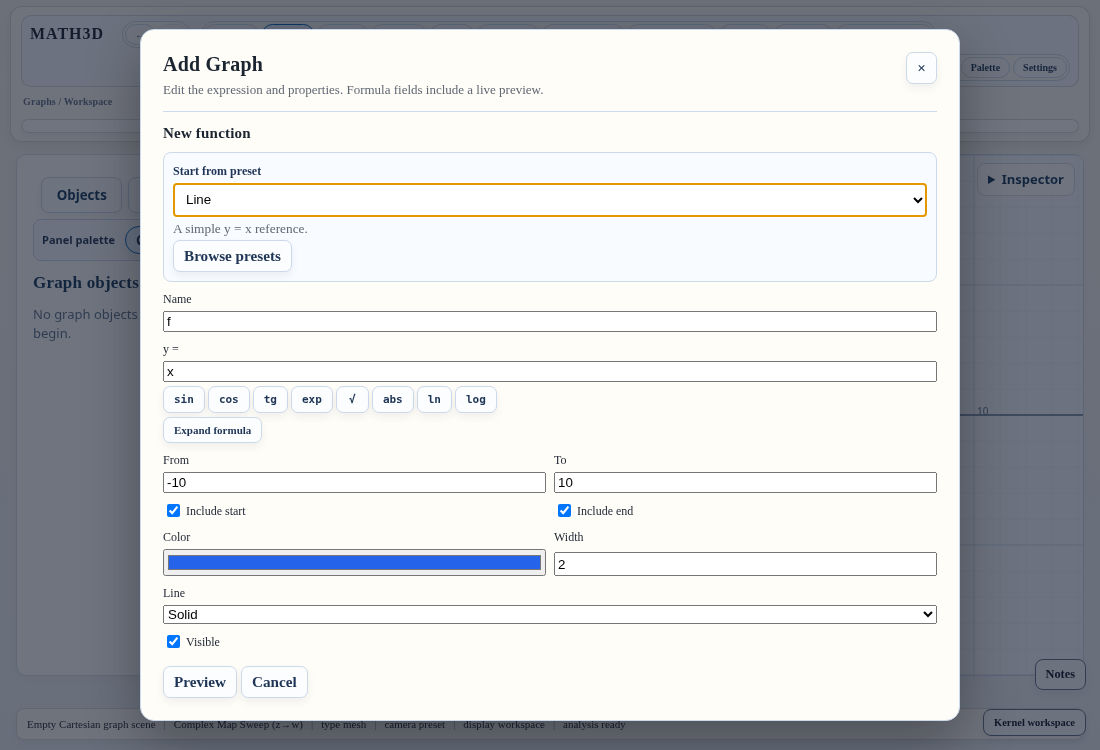 MATH3D
Add Graph
×
Edit the expression and properties. Formula fields include a live preview.
Palette
Settings
Graphs / Workspace
New function
Start from preset
Line
A simple y = x reference.
Browse presets
Objects
Inspector
Panel palette
Graph objects
No graph objects
begin.
Name
f
y =
x
sin cos tg exp √ abs ln log
Expand formula
10
From To
-10 10
Include start Include end
Color Width
2
Line
Solid
Visible
Preview Cancel
Notes
Empty Cartesian graph scene Complex Map Sweep (z→w) type mesh camera preset display workspace analysis ready
Kernel workspace